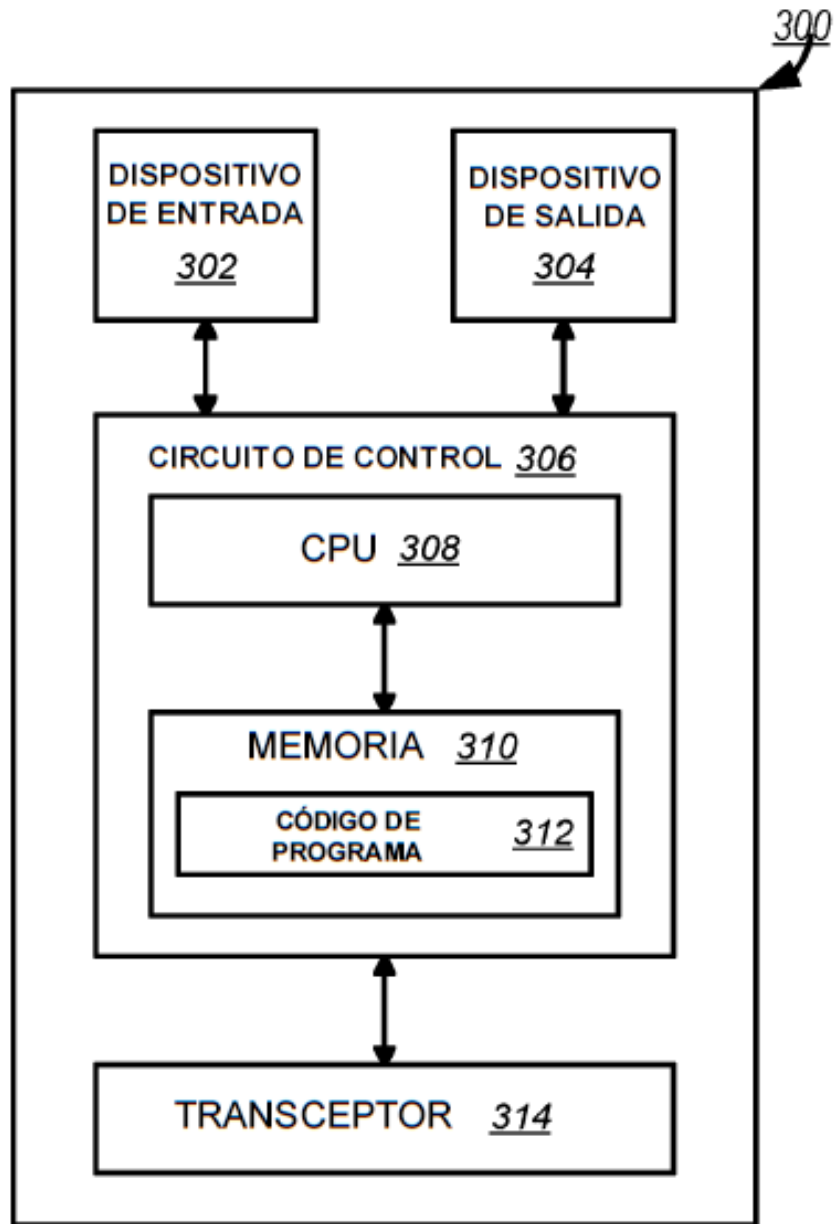 300
DISPOSITIVO
DE ENTRADA
302
DISPOSITIVO
DE SALIDA
304
CIRCUITO DE CONTROL 306
CPU 308
MEMORIA 310
CÓDIGO DE
PROGRAMA 312
TRANSCEPTOR 314